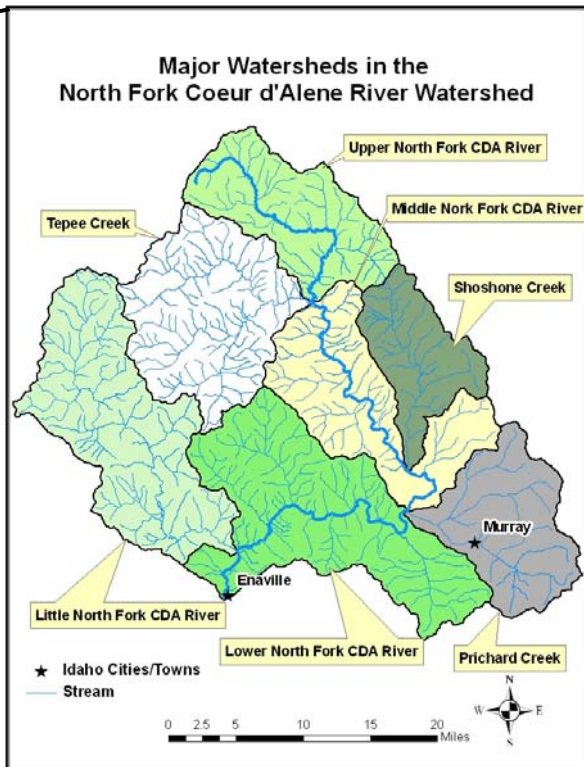 Major Watersheds in the
North Fork Coeur d'Alene River Watershed
Upper North Fork CDA River
Middle Nork Fork CDA River
Tepee Creek
Shoshone Creek
Murray
Enaville
Little North Fork CDA River
Lower North Fork CDA River
Prichard Creek
Idaho Cities/Towns
Stream
N
W E
S
0 2.5 5 10 15 20
Miles